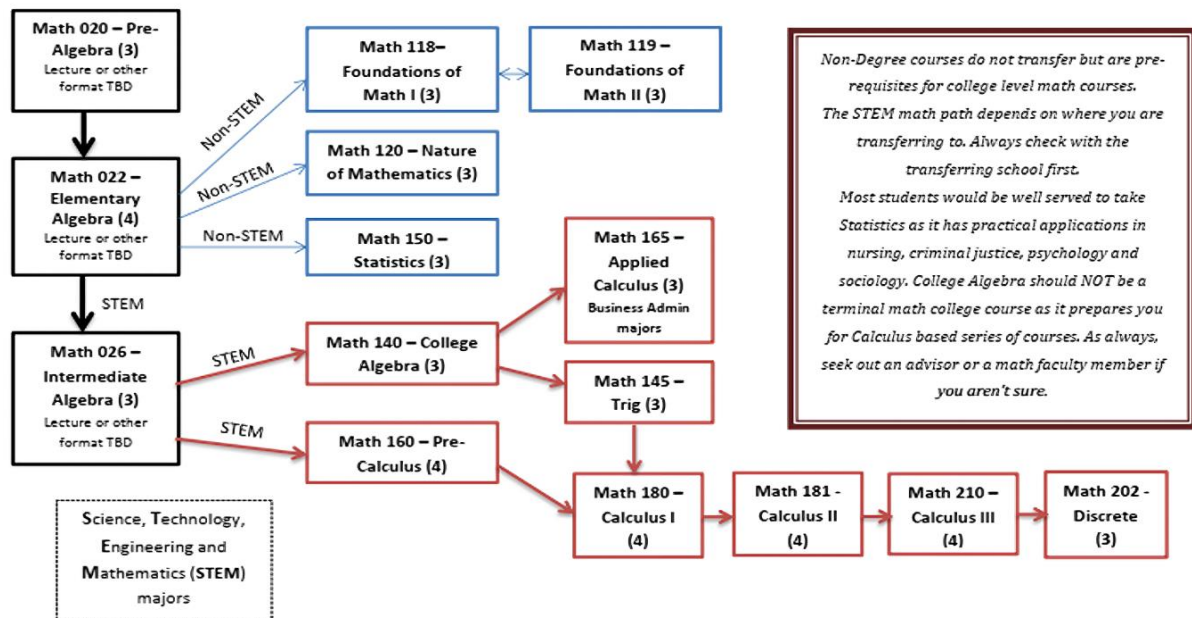 Math 020 – Pre-
Algebra (3)
Lecture or other
format TBD
Math 022 –
Elementary
Algebra (4)
Lecture or other
format TBD
STEM
Math 026 –
Intermediate
Algebra (3)
Lecture or other
format TBD
Non-STEM
Math 118–
Foundations of
Math I (3)
Math 119 –
Foundations of
Math II (3)
Non-STEM
Math 120 – Nature
of Mathematics (3)
Non-STEM
Math 150 –
Statistics (3)
STEM
Math 140 – College
Algebra (3)
Math 165 –
Applied
Calculus (3)
Business Admin
majors
Math 145 –
Trig (3)
STEM
Math 160 – Pre-
Calculus (4)
Math 180 –
Calculus I
(4)
Math 181 -
Calculus II
(4)
Math 210 –
Calculus III
(4)
Math 202 -
Discrete
(3)
Non-Degree courses do not transfer but are pre-
requisites for college level math courses.
The STEM math path depends on where you are
transferring to. Always check with the
transferring school first.
Most students would be well served to take
Statistics as it has practical applications in
nursing, criminal justice, psychology and
sociology. College Algebra should NOT be a
terminal math college course as it prepares you
for Calculus based series of courses. As always,
seek out an advisor or a math faculty member if
you aren't sure.
Science, Technology,
Engineering and
Mathematics (STEM)
majors